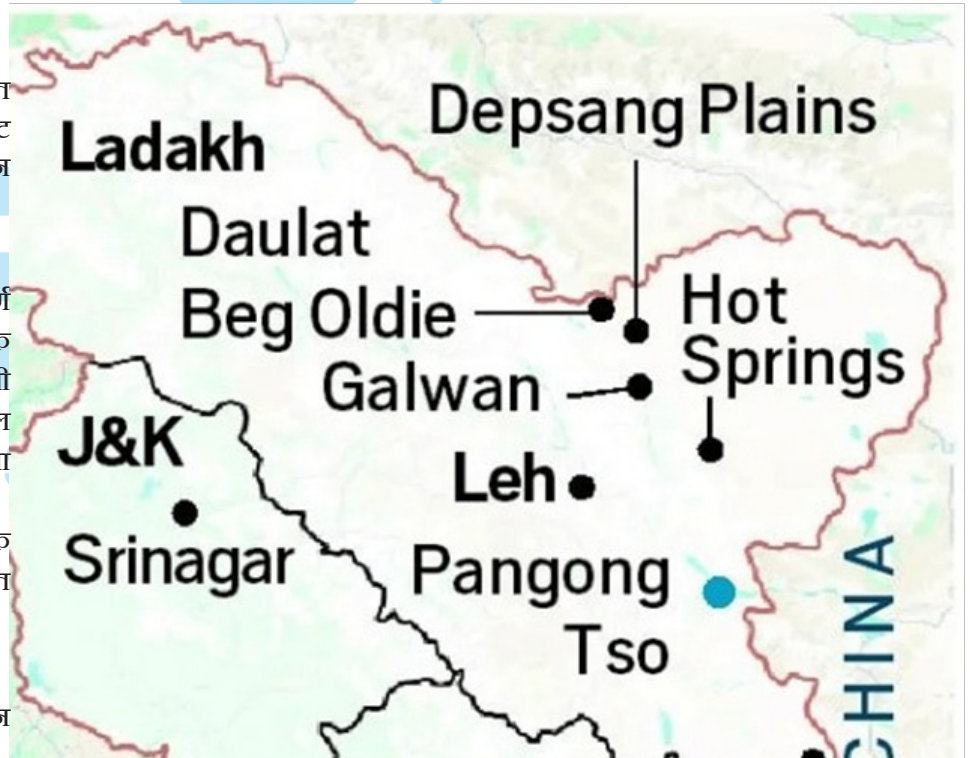 Depsang Plains
Ladakh
Daulat
Beg Oldie
Hot
Springs
Galwan
J&K
Leh
Srinagar
Pangong
Tso
CHINA